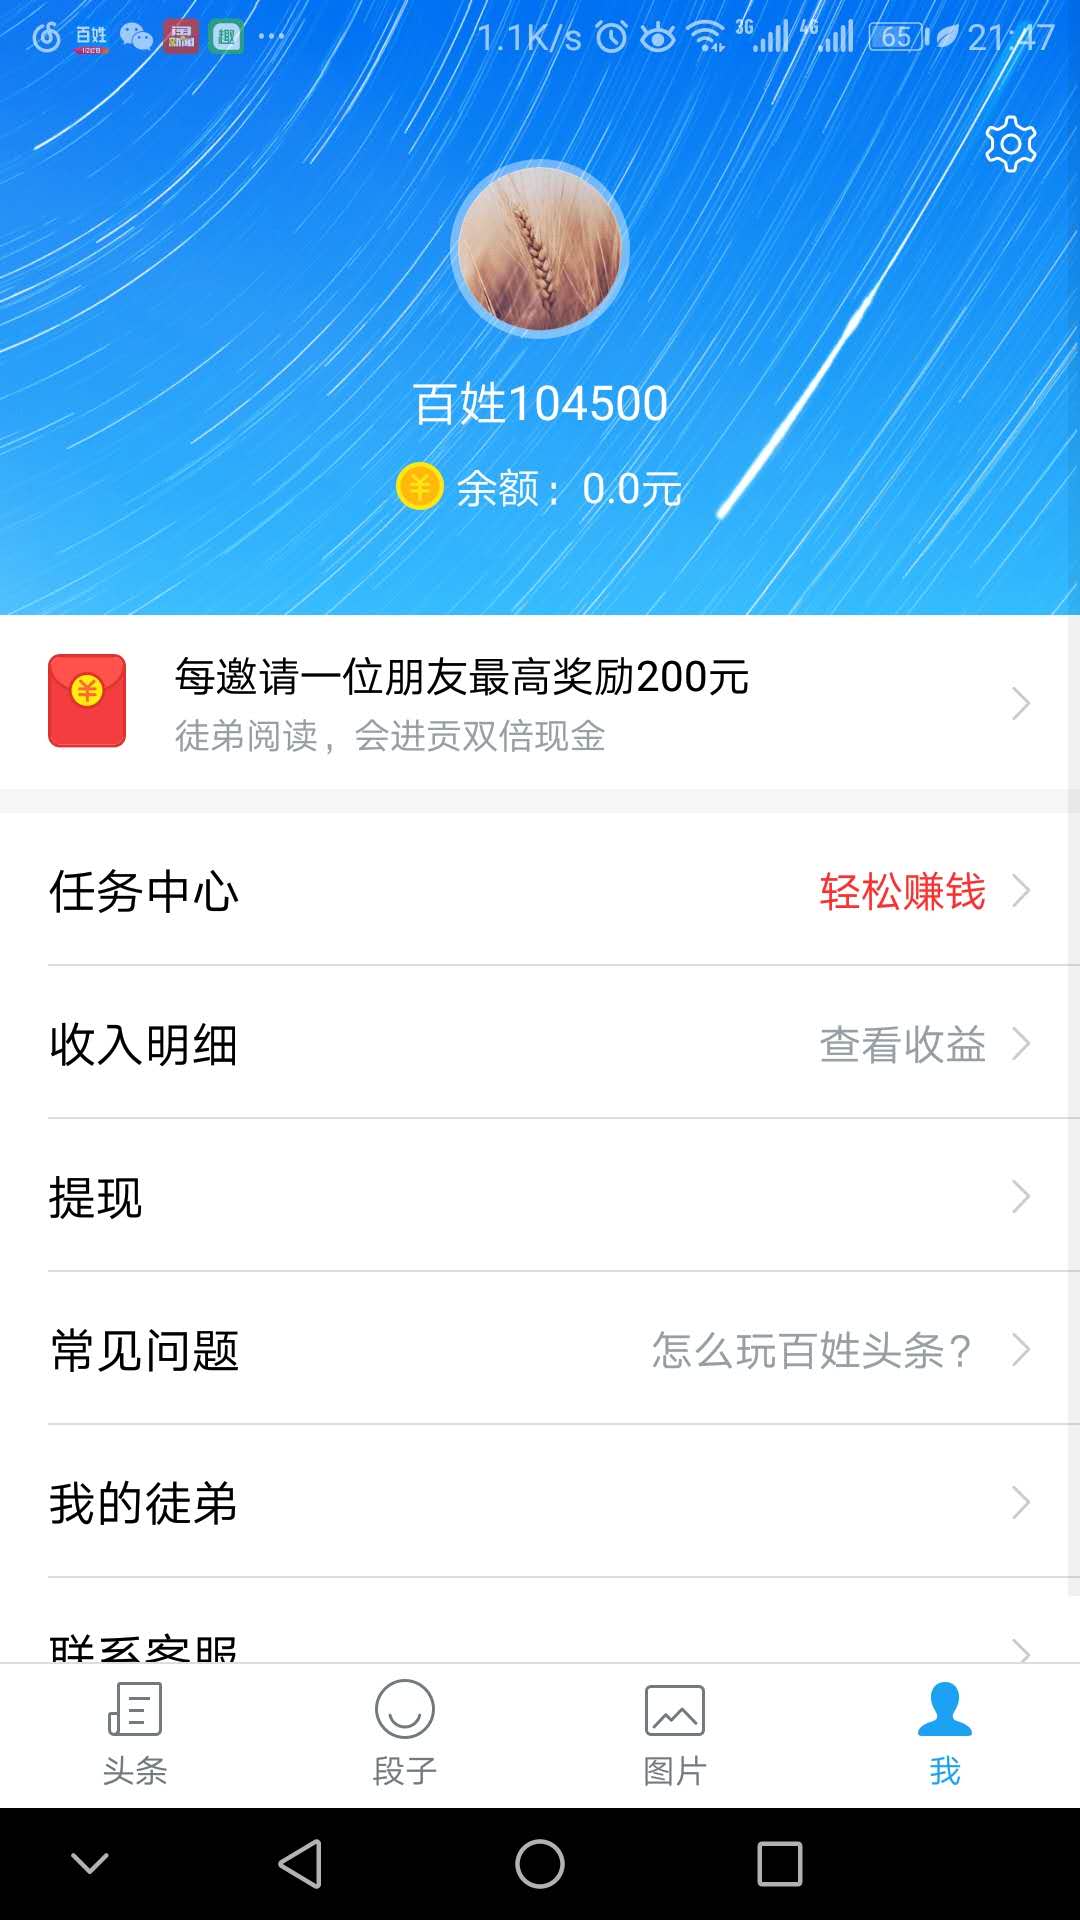 百姓 趣 1.1K/s 3G 4G 65 21:47
百姓104500
余额：0.0元
每邀请一位朋友最高奖励200元
徒弟阅读，会进贡双倍现金
任务中心 轻松赚钱
收入明细 查看收益
提现
常见问题 怎么玩百姓头条？
我的徒弟
联系客服
头条 段子 图片 我